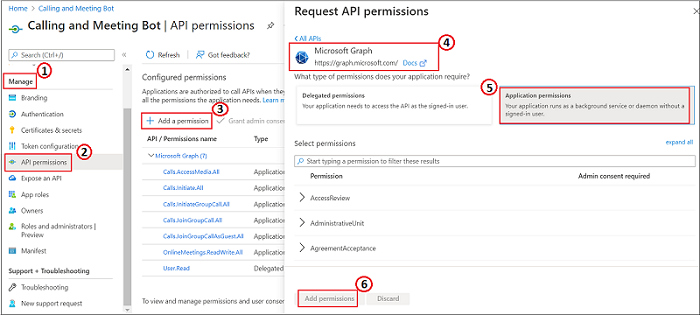 Home > Calling and Meeting Bot
Calling and Meeting Bot | API permissions
Search (Ctrl+/)
«
Manage
1
Branding
Authentication
Certificates & secrets
Token configuration
2
API permissions
Expose an API
App roles
Owners
Roles and administrators |
Preview
Manifest
Support + Troubleshooting
Troubleshooting
New support request
Refresh
Got feedback?
Configured permissions
Applications are authorized to call APIs when they
all the permissions the application needs. Learn m
3
+ Add a permission
Grant admin conse
API / Permissions name
Type
Microsoft Graph (7)
Calls.AccessMedia.All
Application
Calls.Initiate.All
Application
Calls.InitiateGroupCall.All
Application
Calls.JoinGroupCall.All
Application
Calls.JoinGroupCallAsGuest.All
Application
OnlineMeetings.ReadWrite.All
Application
User.Read
Delegated
To view and manage permissions and user conse
Request API permissions
< All APIs
4
Microsoft Graph
https://graph.microsoft.com/ Docs
What type of permissions does your application require?
5
Delegated permissions
Your application needs to access the API as the signed-in user.
Application permissions
Your application runs as a background service or daemon without a
signed-in user.
Select permissions
expand all
Start typing a permission to filter these results
Permission
Admin consent required
> AccessReview
> AdministrativeUnit
> AgreementAcceptance
6
Add permissions
Discard